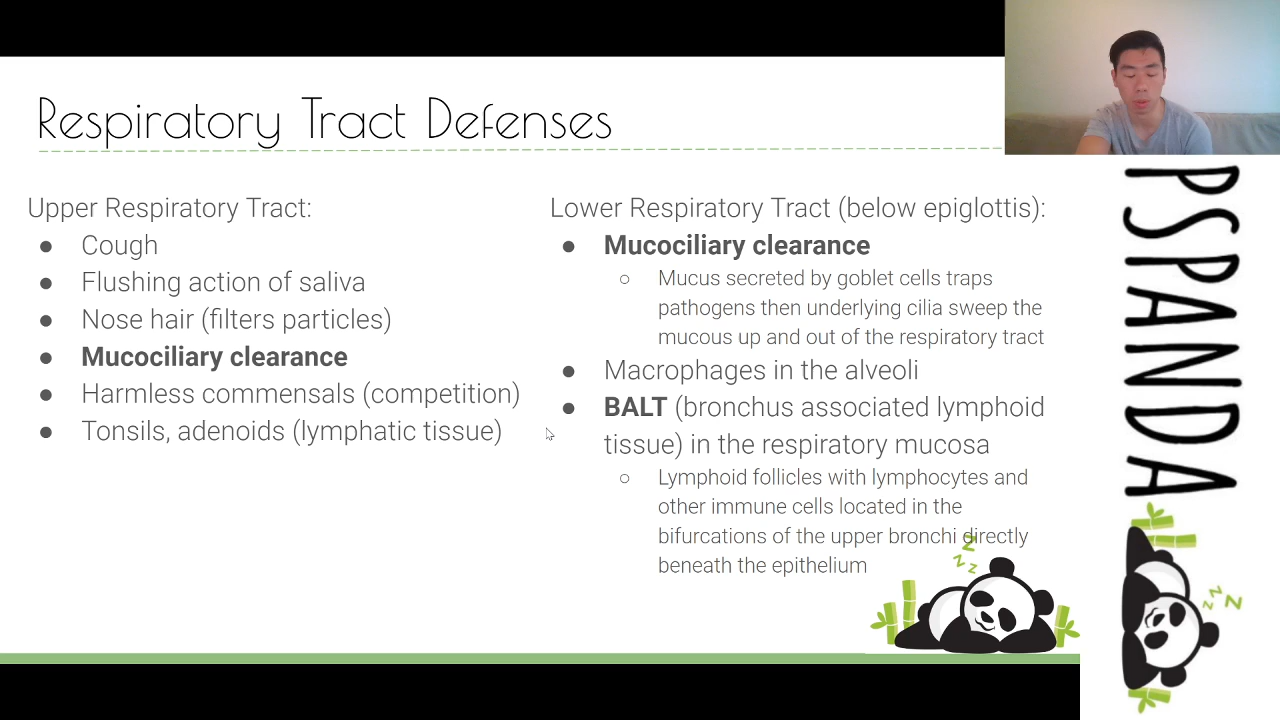 Respiratory Tract Defenses
Upper Respiratory Tract:
● Cough
● Flushing action of saliva
● Nose hair (filters particles)
● Mucociliary clearance
● Harmless commensals (competition)
● Tonsils, adenoids (lymphatic tissue)
Lower Respiratory Tract (below epiglottis):
● Mucociliary clearance
○ Mucus secreted by goblet cells traps
pathogens then underlying cilia sweep the
mucous up and out of the respiratory tract
● Macrophages in the alveoli
● BALT (bronchus associated lymphoid
tissue) in the respiratory mucosa
○ Lymphoid follicles with lymphocytes and
other immune cells located in the
bifurcations of the upper bronchi directly
beneath the epithelium
z z z
PSPANDA
z z z